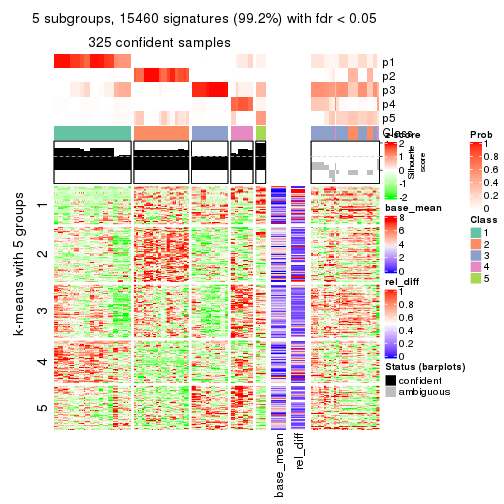 5 subgroups, 15460 signatures (99.2%) with fdr < 0.05
325 confident samples
p1
p2
p3
p4
p5
Class
z-score
2
1
0
-1
-2
Silhouette
score
base_mean
8
6
4
2
0
rel_diff
1
0.8
0.6
0.4
0.2
0
Status (barplots)
confident
ambiguous
Prob
1
0.8
0.6
0.4
0.2
0
Class
1
2
3
4
5
k-means with 5 groups
1
2
3
4
5
base_mean
rel_diff